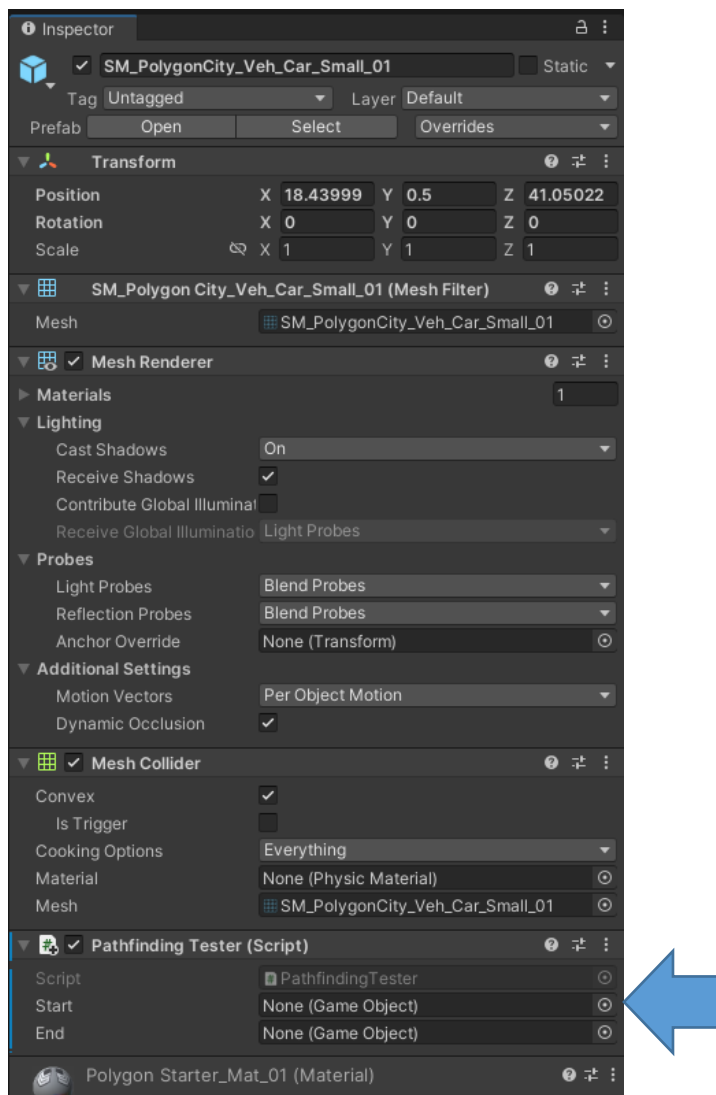 Inspector
SM_PolygonCity_Veh_Car_Small_01 Static
Tag Untagged Layer Default
Prefab Open Select Overrides
Transform
Position X 18.43999 Y 0.5 Z 41.05022
Rotation X 0 Y 0 Z 0
Scale X 1 Y 1 Z 1
SM_Polygon City_Veh_Car_Small_01 (Mesh Filter)
Mesh SM_PolygonCity_Veh_Car_Small_01
Mesh Renderer
Materials 1
Lighting
Cast Shadows On
Receive Shadows
Contribute Global Illuminat
Receive Global Illuminatio Light Probes
Probes
Light Probes Blend Probes
Reflection Probes Blend Probes
Anchor Override None (Transform)
Additional Settings
Motion Vectors Per Object Motion
Dynamic Occlusion
Mesh Collider
Convex
Is Trigger
Cooking Options Everything
Material None (Physic Material)
Mesh SM_PolygonCity_Veh_Car_Small_01
Pathfinding Tester (Script)
Script PathfindingTester
Start None (Game Object)
End None (Game Object)
Polygon Starter_Mat_01 (Material)